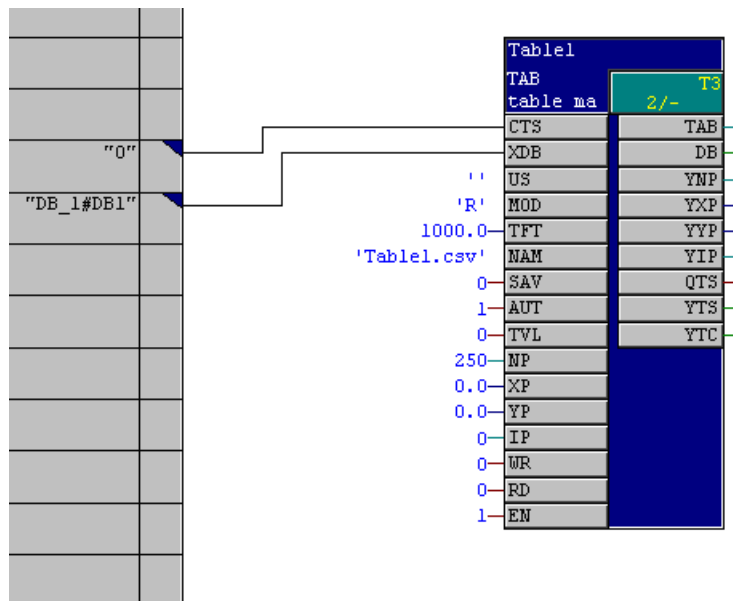 Table1
TAB
T3
table ma
2/-
"0"
CTS
TAB
XDB
DB
''
US
YNP
"DB_1#DB1"
'R'
MOD
YXP
1000.0
TFT
YYP
'Table1.csv'
NAM
YIP
0
SAV
QTS
1
AUT
YTS
0
TVL
YTC
250
NP
0.0
XP
0.0
YP
0
IP
0
WR
0
RD
1
EN